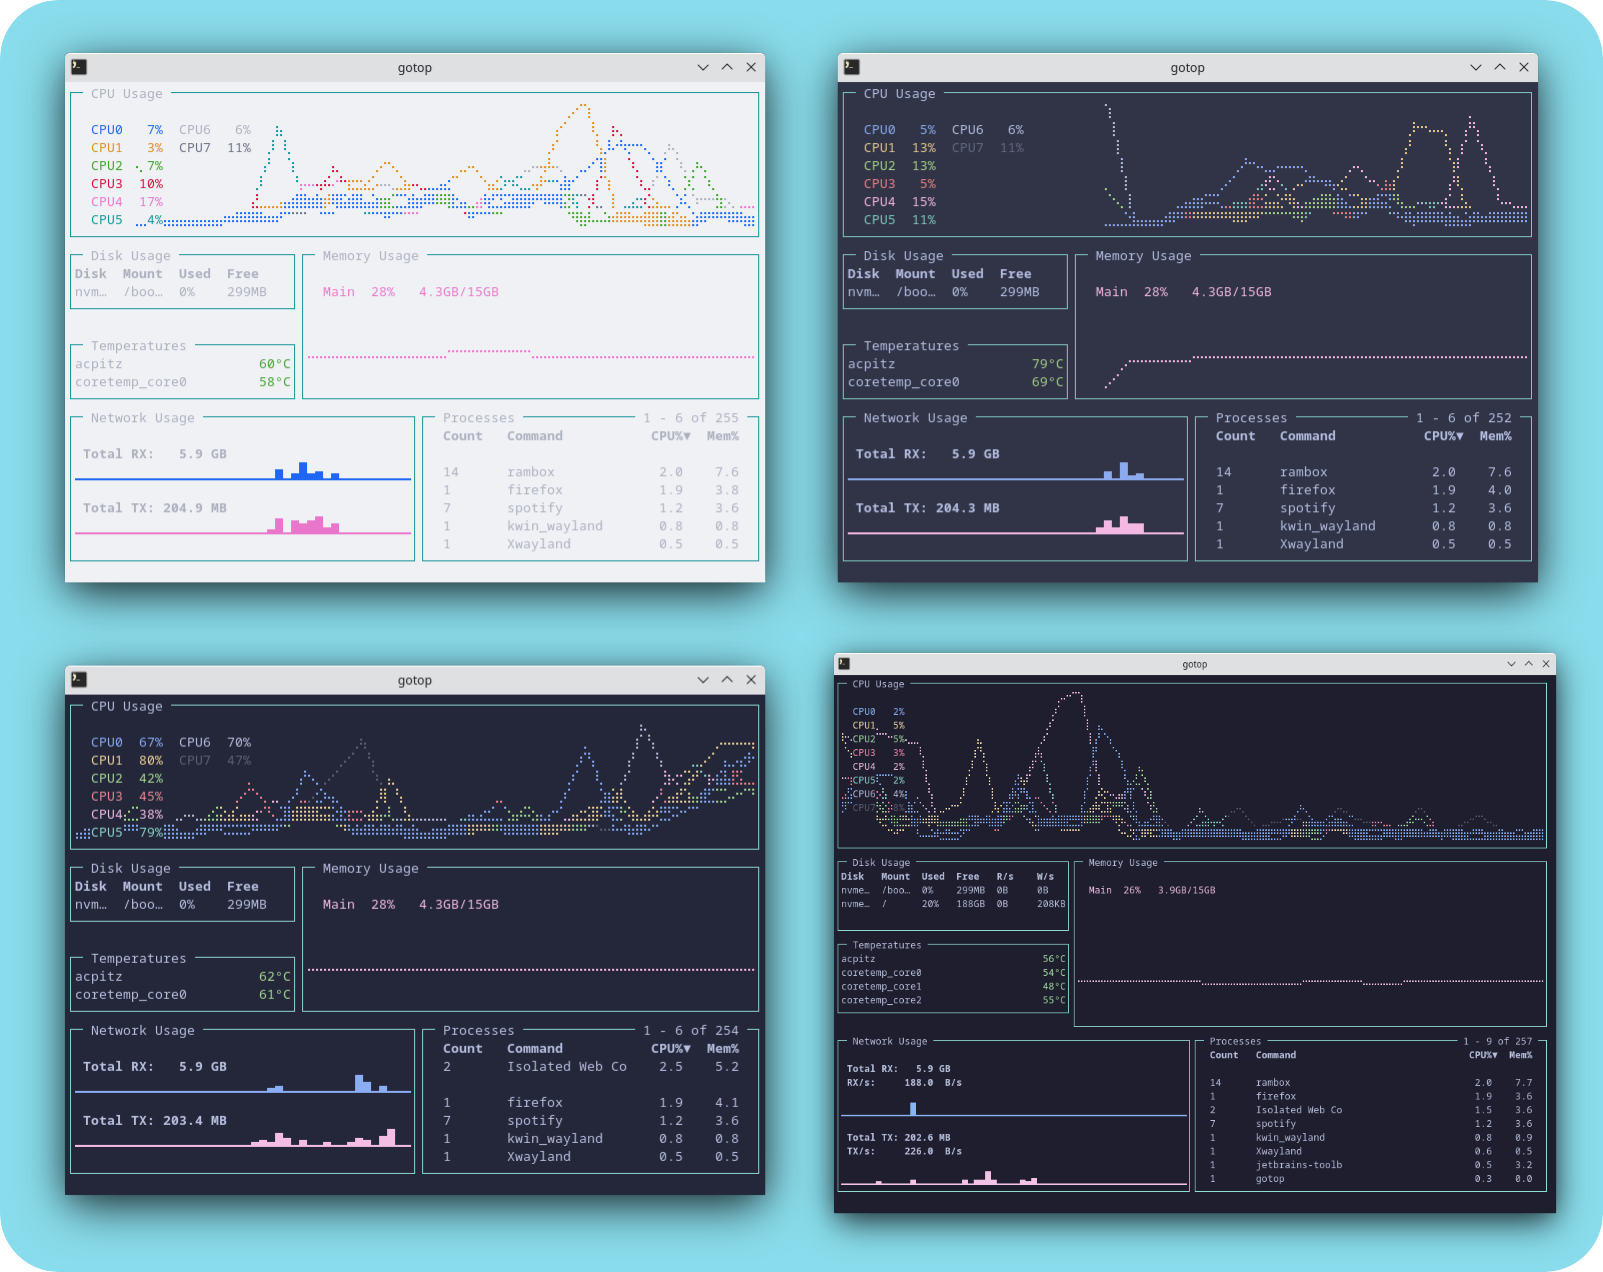 gotop
CPU Usage
CPU0 7% CPU6 6%
CPU1 3% CPU7 11%
CPU2 7%
CPU3 10%
CPU4 17%
CPU5 4%
Disk Usage
Disk Mount Used Free
nvm… /boo… 0% 299MB
Memory Usage
Main 28% 4.3GB/15GB
Temperatures
acpitz 60°C
coretemp_core0 58°C
Network Usage
Total RX: 5.9 GB
Total TX: 204.9 MB
Processes 1 - 6 of 255
Count Command CPU%▼ Mem%
14 rambox 2.0 7.6
1 firefox 1.9 3.8
7 spotify 1.2 3.6
1 kwin_wayland 0.8 0.8
1 Xwayland 0.5 0.5
gotop
CPU Usage
CPU0 5% CPU6 6%
CPU1 13% CPU7 11%
CPU2 13%
CPU3 5%
CPU4 15%
CPU5 11%
Disk Usage
Disk Mount Used Free
nvm… /boo… 0% 299MB
Memory Usage
Main 28% 4.3GB/15GB
Temperatures
acpitz 79°C
coretemp_core0 69°C
Network Usage
Total RX: 5.9 GB
Total TX: 204.3 MB
Processes 1 - 6 of 252
Count Command CPU%▼ Mem%
14 rambox 2.0 7.6
1 firefox 1.9 4.0
7 spotify 1.2 3.6
1 kwin_wayland 0.8 0.8
1 Xwayland 0.5 0.5
gotop
CPU Usage
CPU0 67% CPU6 70%
CPU1 80% CPU7 47%
CPU2 42%
CPU3 45%
CPU4 38%
CPU5 79%
Disk Usage
Disk Mount Used Free
nvm… /boo… 0% 299MB
Memory Usage
Main 28% 4.3GB/15GB
Temperatures
acpitz 62°C
coretemp_core0 61°C
Network Usage
Total RX: 5.9 GB
Total TX: 203.4 MB
Processes 1 - 6 of 254
Count Command CPU%▼ Mem%
2 Isolated Web Co 2.5 5.2
1 firefox 1.9 4.1
7 spotify 1.2 3.6
1 kwin_wayland 0.8 0.8
1 Xwayland 0.5 0.5
gotop
CPU Usage
CPU0 2%
CPU1 5%
CPU2 5%
CPU3 3%
CPU4 2%
CPU5 2%
CPU6 4%
CPU7 8%
Disk Usage
Disk Mount Used Free R/s W/s
nvme… /boo… 0% 299MB 0B 0B
nvme… / 20% 188GB 0B 208KB
Memory Usage
Main 26% 3.9GB/15GB
Temperatures
acpitz 56°C
coretemp_core0 54°C
coretemp_core1 48°C
coretemp_core2 55°C
Network Usage
Total RX: 5.9 GB
RX/s: 188.0 B/s
Total TX: 202.6 MB
TX/s: 226.0 B/s
Processes 1 - 9 of 257
Count Command CPU%▼ Mem%
14 rambox 2.0 7.7
1 firefox 1.9 3.6
2 Isolated Web Co 1.5 3.6
7 spotify 1.2 3.6
1 kwin_wayland 0.8 0.9
1 Xwayland 0.6 0.5
1 jetbrains-toolb 0.5 3.2
1 gotop 0.3 0.0